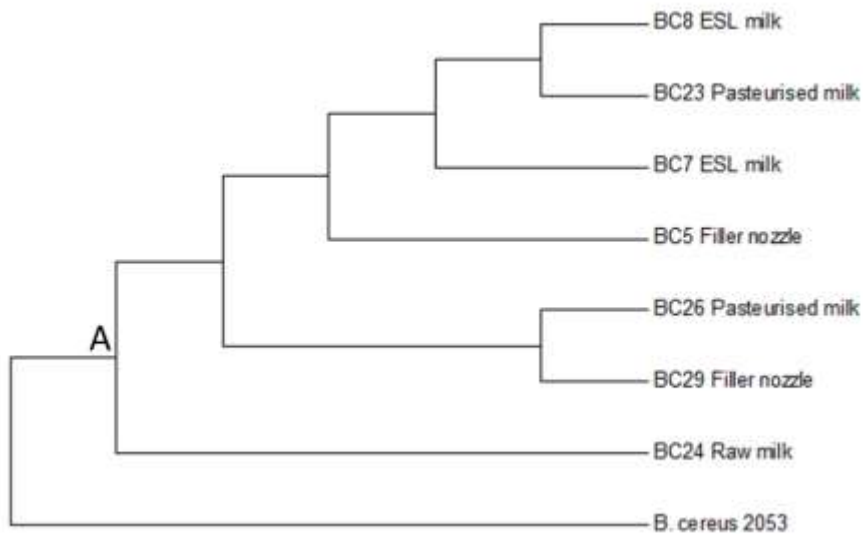 BC8 ESL milk
BC23 Pasteurised milk
BC7 ESL milk
BC5 Filler nozzle
BC26 Pasteurised milk
A
BC29 Filler nozzle
BC24 Raw milk
B. cereus 2053